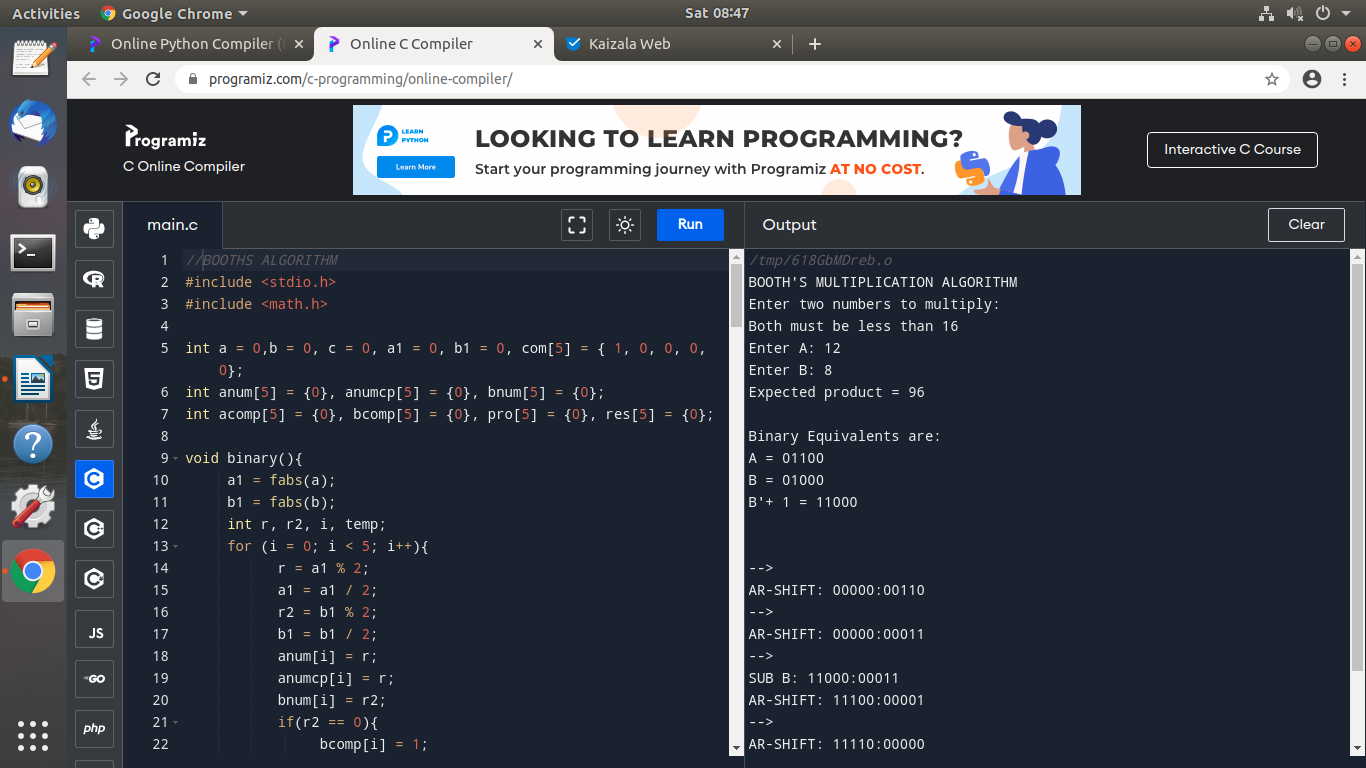 Activities Google Chrome Sat 08:47
Online Python Compiler ( Online C Compiler Kaizala Web
programiz.com/c-programming/online-compiler/
Programiz
C Online Compiler
LEARN
PYTHON
Learn More
LOOKING TO LEARN PROGRAMMING?
Start your programming journey with Programiz AT NO COST.
Interactive C Course
main.c
Run
Output
Clear
JS
GO
php
1 //BOOTHS ALGORITHM
2 #include <stdio.h>
3 #include <math.h>
4
5 int a = 0,b = 0, c = 0, a1 = 0, b1 = 0, com[5] = { 1, 0, 0, 0,
0};
6 int anum[5] = {0}, anumcp[5] = {0}, bnum[5] = {0};
7 int acomp[5] = {0}, bcomp[5] = {0}, pro[5] = {0}, res[5] = {0};
8
9 void binary(){
10 a1 = fabs(a);
11 b1 = fabs(b);
12 int r, r2, i, temp;
13 for (i = 0; i < 5; i++){
14 r = a1 % 2;
15 a1 = a1 / 2;
16 r2 = b1 % 2;
17 b1 = b1 / 2;
18 anum[i] = r;
19 anumcp[i] = r;
20 bnum[i] = r2;
21 if(r2 == 0){
22 bcomp[i] = 1;
/tmp/618GbMDreb.o
BOOTH'S MULTIPLICATION ALGORITHM
Enter two numbers to multiply:
Both must be less than 16
Enter A: 12
Enter B: 8
Expected product = 96
Binary Equivalents are:
A = 01100
B = 01000
B'+ 1 = 11000
-->
AR-SHIFT: 00000:00110
-->
AR-SHIFT: 00000:00011
-->
SUB B: 11000:00011
AR-SHIFT: 11100:00001
-->
AR-SHIFT: 11110:00000